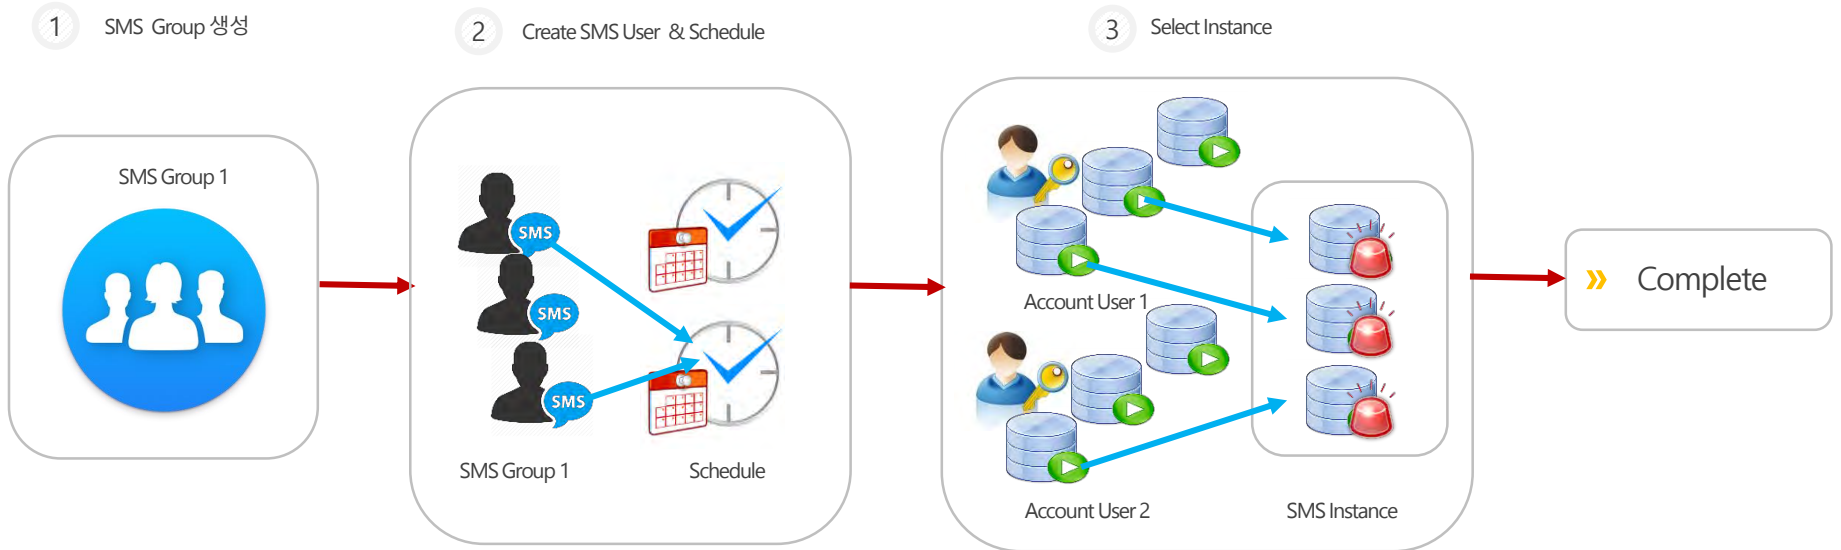 1
SMS Group 생성
2
Create SMS User & Schedule
3
Select Instance
SMS Group 1
SMS
SMS
SMS
SMS Group 1
Schedule
Account User 1
Account User 2
SMS Instance
» Complete